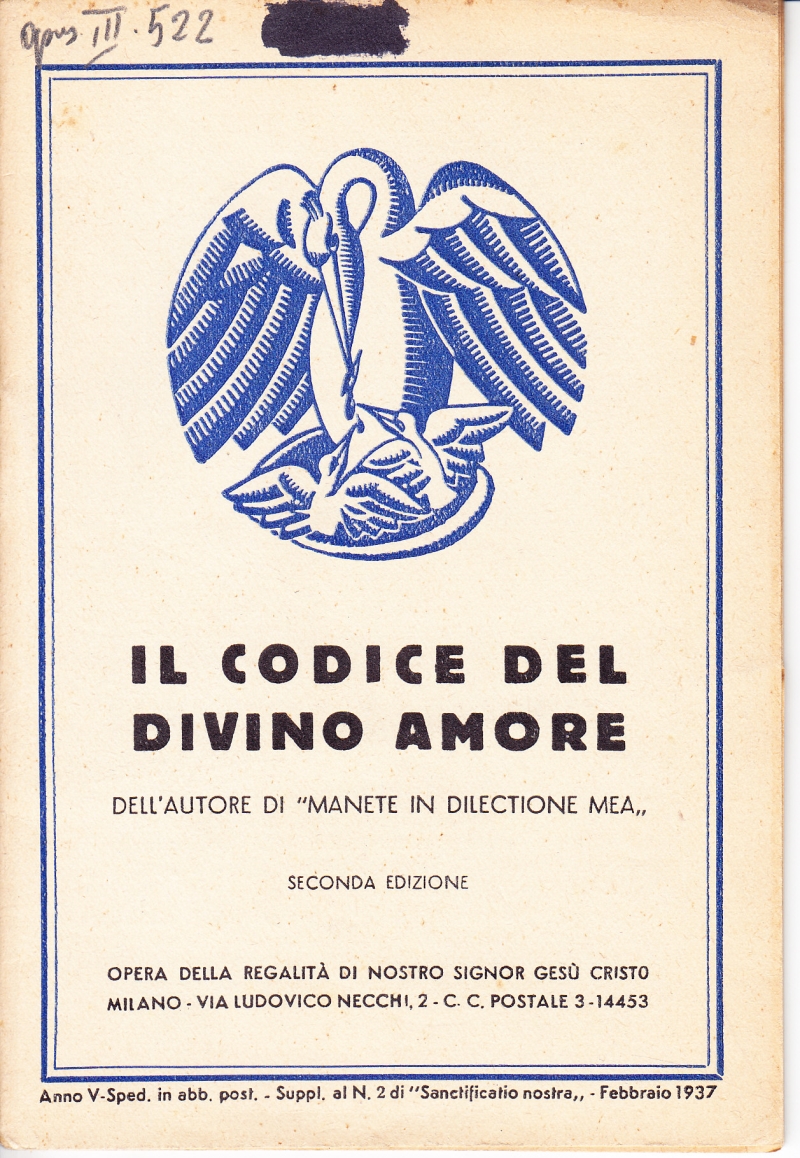 opus III. 522
IL CODICE DEL
DIVINO AMORE
DELL'AUTORE DI "MANETE IN DILECTIONE MEA„
SECONDA EDIZIONE
OPERA DELLA REGALITÀ DI NOSTRO SIGNOR GESÙ CRISTO
MILANO - VIA LUDOVICO NECCHI, 2 - C. C. POSTALE 3-14453
Anno V-Sped. in abb. post. - Suppl. al N. 2 di "Sanctificatio nostra„ - Febbraio 1937